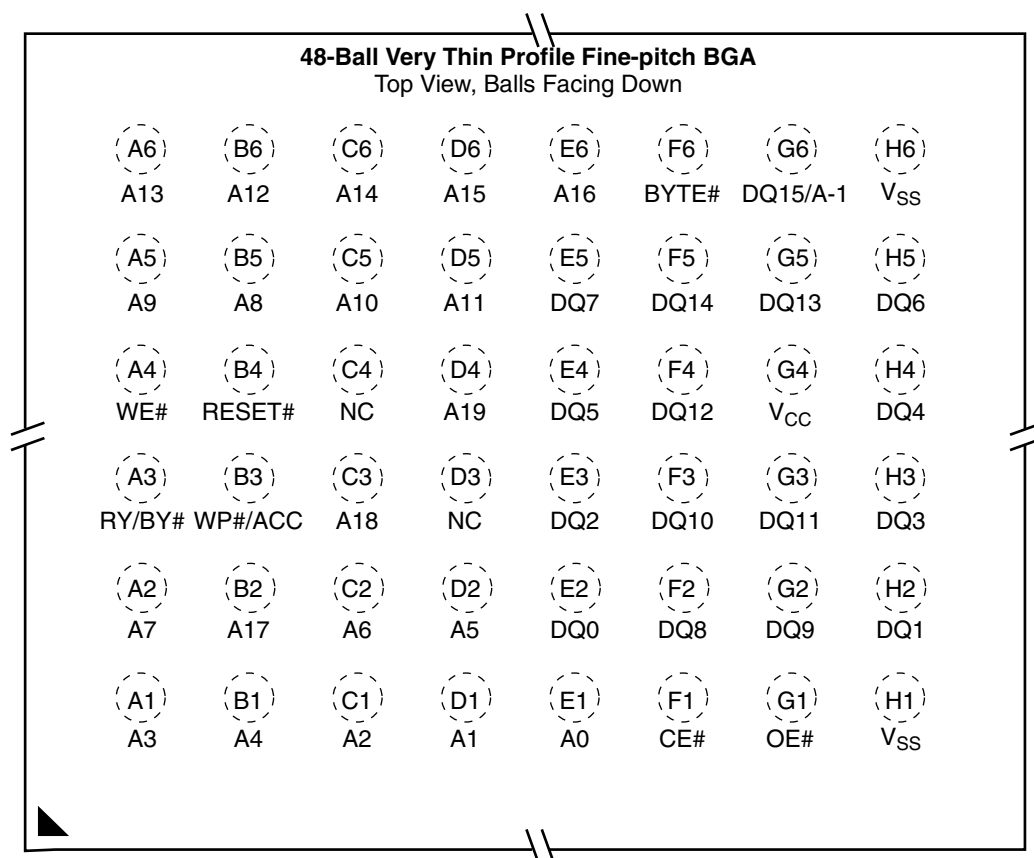 48-Ball Very Thin Profile Fine-pitch BGA
Top View, Balls Facing Down
A6 B6 C6 D6 E6 F6 G6 H6
A13 A12 A14 A15 A16 BYTE# DQ15/A-1 VSS
A5 B5 C5 D5 E5 F5 G5 H5
A9 A8 A10 A11 DQ7 DQ14 DQ13 DQ6
A4 B4 C4 D4 E4 F4 G4 H4
WE# RESET# NC A19 DQ5 DQ12 VCC DQ4
A3 B3 C3 D3 E3 F3 G3 H3
RY/BY# WP#/ACC A18 NC DQ2 DQ10 DQ11 DQ3
A2 B2 C2 D2 E2 F2 G2 H2
A7 A17 A6 A5 DQ0 DQ8 DQ9 DQ1
A1 B1 C1 D1 E1 F1 G1 H1
A3 A4 A2 A1 A0 CE# OE# VSS